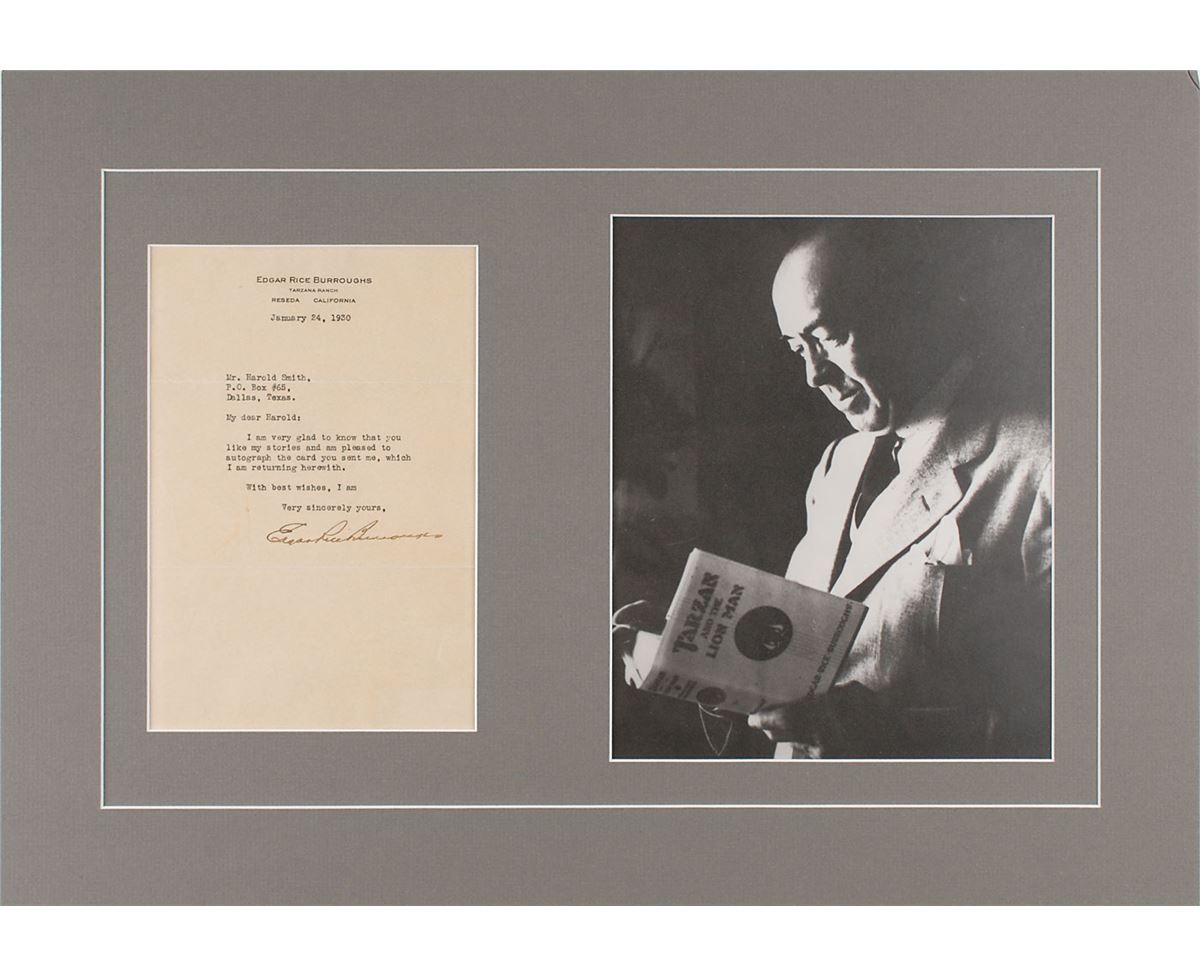 EDGAR RICE BURROUGHS
TARZANA RANCH
RESEDA CALIFORNIA
January 24, 1930
Mr. Harold Smith,
P.O. Box #65,
Dallas, Texas.
My dear Harold:
I am very glad to know that you
like my stories and am pleased to
autograph the card you sent me, which
I am returning herewith.
With best wishes, I am
Very sincerely yours,
Edgar Rice Burroughs
TARZAN
AND THE
LION MAN
EDGAR RICE BURROUGHS